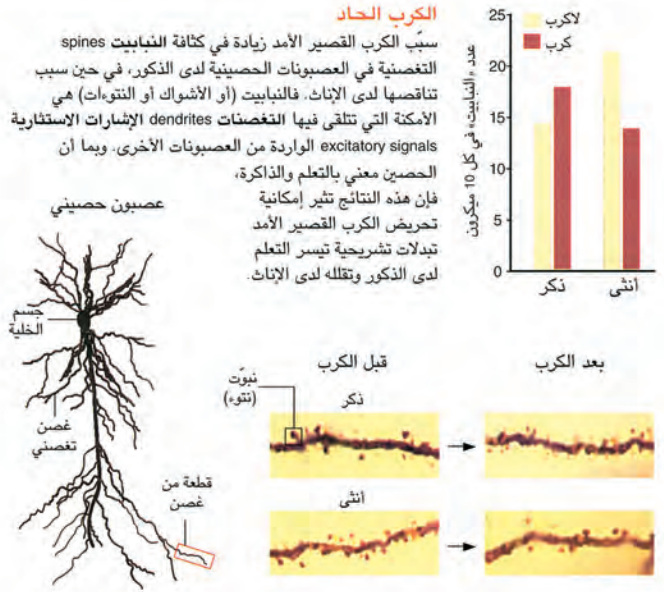 الكرب الحاد
سبّب الكرب القصير الأمد زيادة في كثافة النبابيت spines
التغصنية في العصبونات الحصينية لدى الذكور، في حين سبب
تناقصها لدى الإناث. فالنبابيت (أو الأشواك أو النتوءات) هي
الأمكنة التي تتلقى فيها التغصنات dendrites الإشارات الاستثارية
excitatory signals الواردة من العصبونات الأخرى. وبما أن
الحصين معني بالتعلم والذاكرة،
فإن هذه النتائج تثير إمكانية
تحريض الكرب القصير الأمد
تبدلات تشريحية تيسر التعلم
لدى الذكور وتقلله لدى الإناث.
لاكرب
كرب
عدد «النبابيت» في كل 10 ميكرون
25
20
15
10
5
0
ذكر
أنثى
عصبون حصيني
جسم
الخلية
غصن
تغصني
قطعة من
غصن
قبل الكرب
بعد الكرب
نبوّت
(نتوء)
ذكر
أنثى